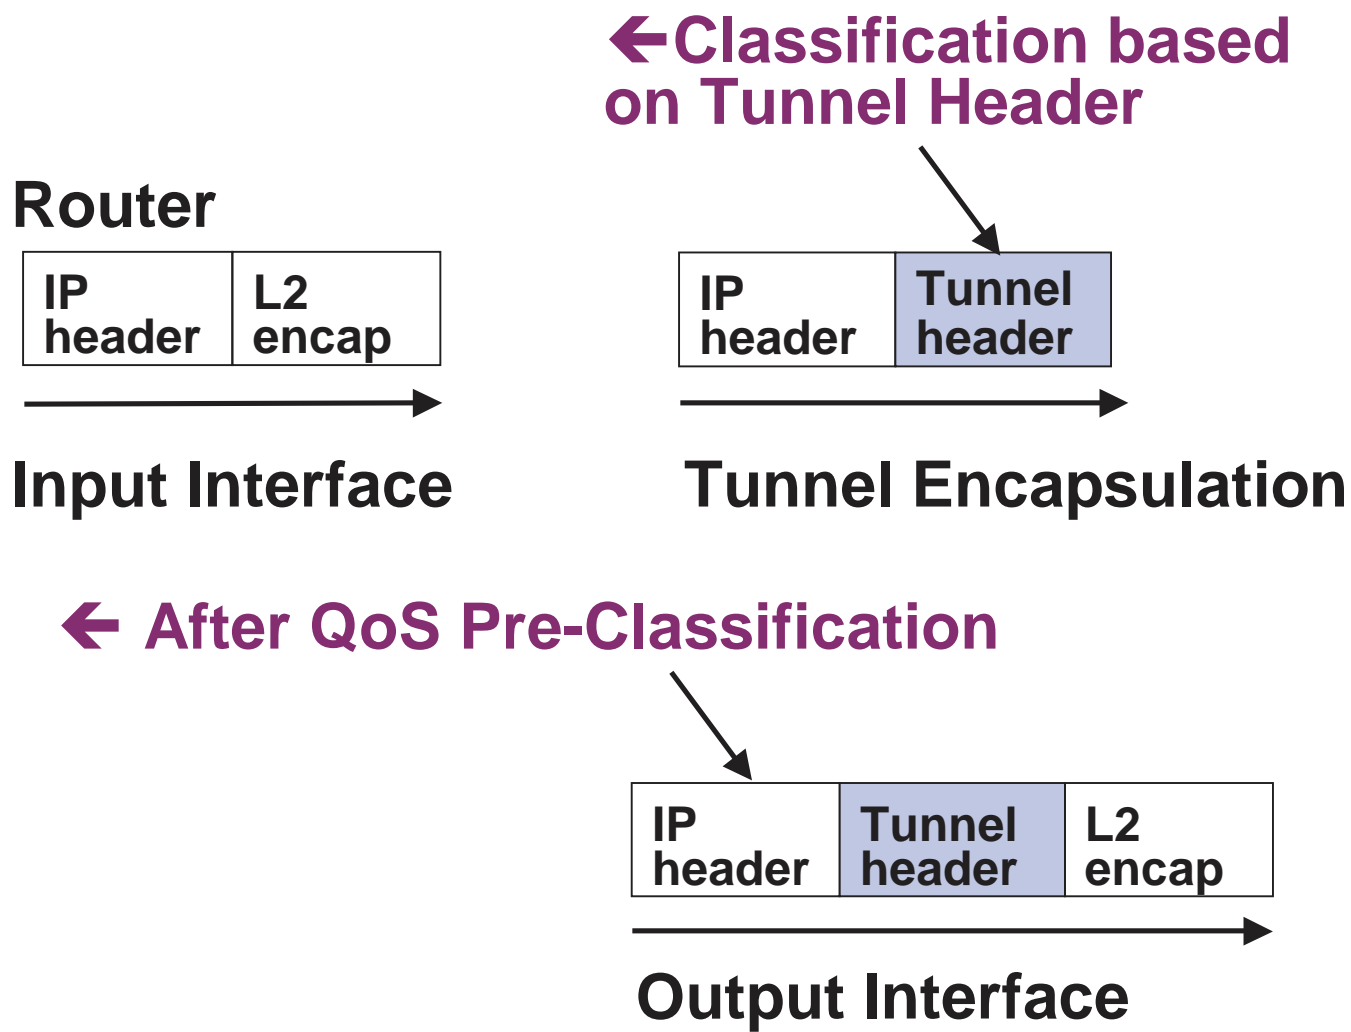 ←Classification based
on Tunnel Header
Router
IP
header
L2
encap
IP
header
Tunnel
header
Input Interface
Tunnel Encapsulation
← After QoS Pre-Classification
IP
header
Tunnel
header
L2
encap
Output Interface